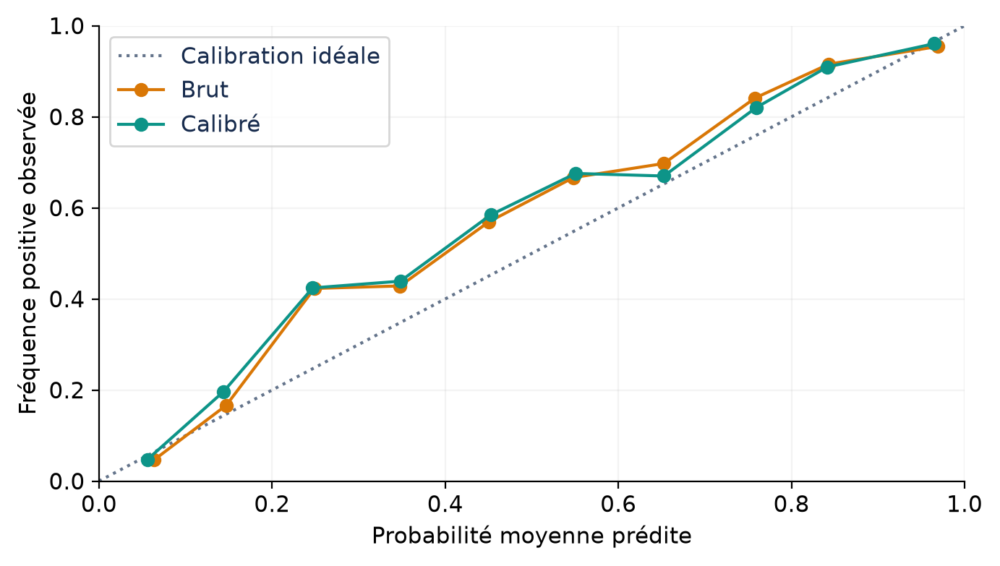 1.0
0.8
0.6
0.4
0.2
0.0
Fréquence positive observée
Calibration idéale
Brut
Calibré
0.0 0.2 0.4 0.6 0.8 1.0
Probabilité moyenne prédite